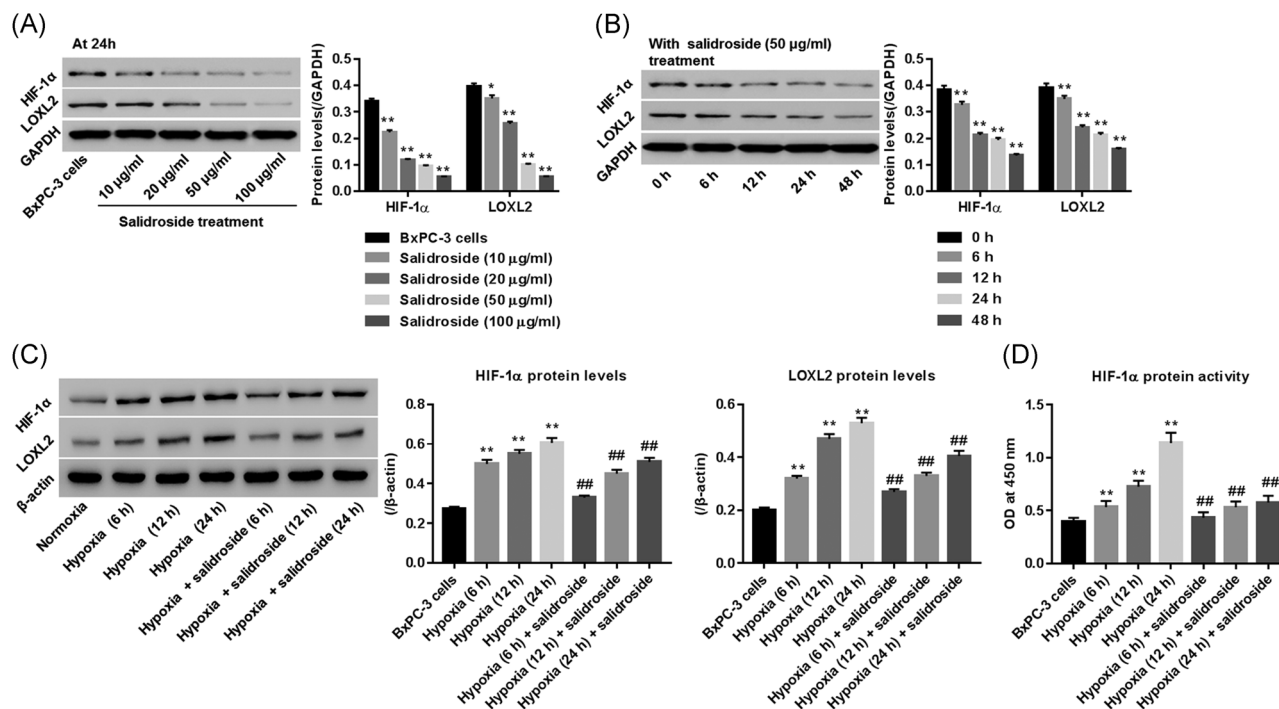 (A)
At 24h
HIF-1α
LOXL2
GAPDH
BxPC-3 cells
10 μg/ml
20 μg/ml
50 μg/ml
100 μg/ml
Salidroside treatment
Protein levels(/GAPDH)
0.5
0.4
0.3
0.2
0.1
0.0
**
**
**
**
*
**
**
**
HIF-1α
LOXL2
BxPC-3 cells
Salidroside (10 μg/ml)
Salidroside (20 μg/ml)
Salidroside (50 μg/ml)
Salidroside (100 μg/ml)
(B)
With salidroside (50 μg/ml)
treatment
HIF-1α
LOXL2
GAPDH
0 h
6 h
12 h
24 h
48 h
Protein levels(/GAPDH)
0.5
0.4
0.3
0.2
0.1
0.0
**
**
**
**
**
**
**
**
HIF-1α
LOXL2
0 h
6 h
12 h
24 h
48 h
(C)
HIF-1α
LOXL2
β-actin
Normoxia
Hypoxia (6 h)
Hypoxia (12 h)
Hypoxia (24 h)
Hypoxia + salidroside (6 h)
Hypoxia + salidroside (12 h)
Hypoxia + salidroside (24 h)
HIF-1α protein levels
(/β-actin)
0.8
0.6
0.4
0.2
0.0
**
**
**
##
##
##
BxPC-3 cells
Hypoxia (6 h)
Hypoxia (12 h)
Hypoxia (24 h)
Hypoxia (6 h) + salidroside
Hypoxia (12 h) + salidroside
Hypoxia (24 h) + salidroside
LOXL2 protein levels
(/β-actin)
0.6
0.4
0.2
0.0
**
**
**
##
##
##
BxPC-3 cells
Hypoxia (6 h)
Hypoxia (12 h)
Hypoxia (24 h)
Hypoxia (6 h) + salidroside
Hypoxia (12 h) + salidroside
Hypoxia (24 h) + salidroside
(D)
HIF-1α protein activity
OD at 450 nm
1.5
1.0
0.5
0.0
**
**
**
##
##
##
BxPC-3 cells
Hypoxia (6 h)
Hypoxia (12 h)
Hypoxia (24 h)
Hypoxia (6 h) + salidroside
Hypoxia (12 h) + salidroside
Hypoxia (24 h) + salidroside